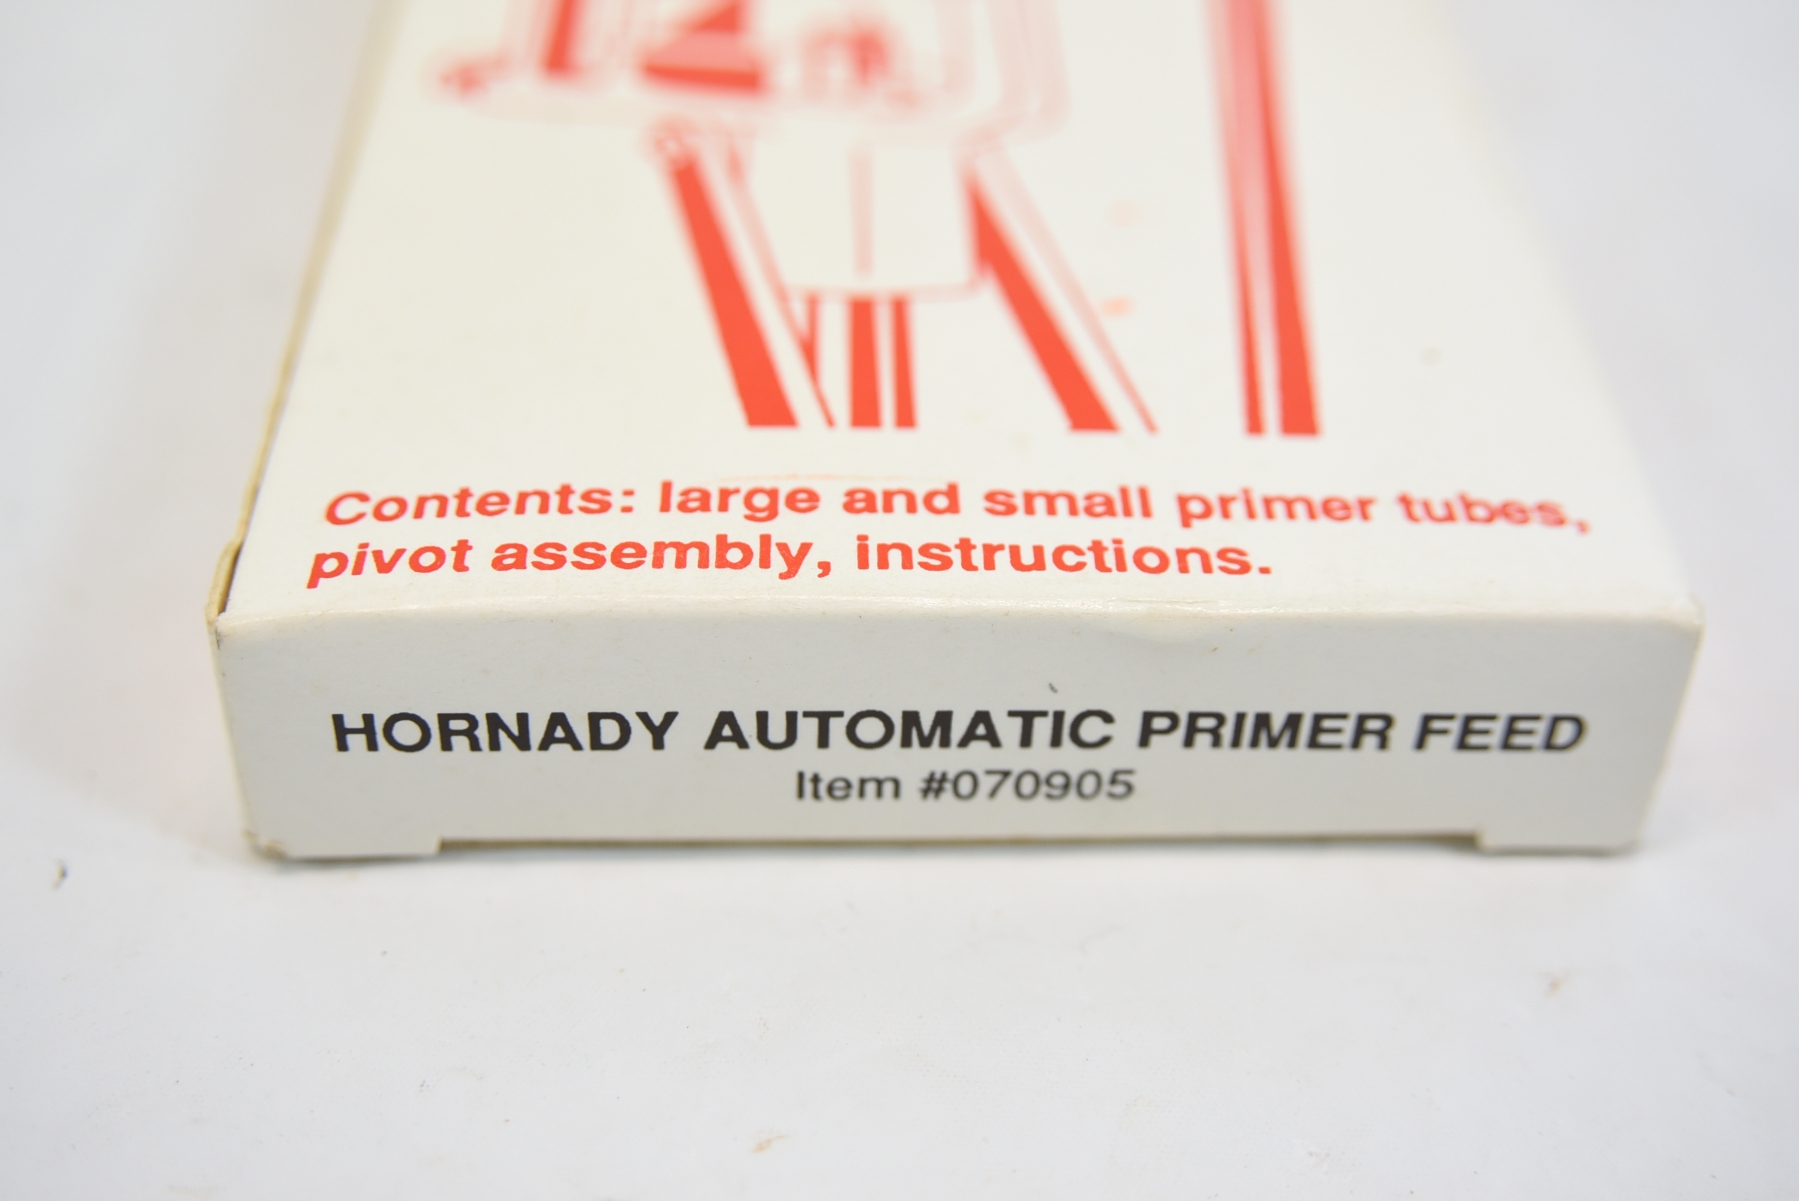 Contents: large and small primer tubes,
pivot assembly, instructions.
HORNADY AUTOMATIC PRIMER FEED
Item #070905